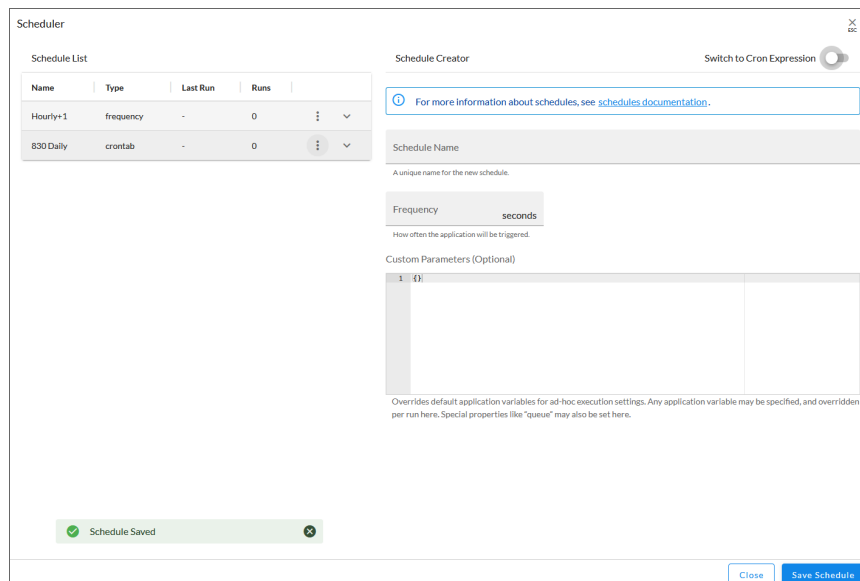 Scheduler
ESC
Schedule List
Name Type Last Run Runs
Hourly+1 frequency - 0
830 Daily crontab - 0
Schedule Saved
Schedule Creator
Switch to Cron Expression
For more information about schedules, see schedules documentation.
Schedule Name
A unique name for the new schedule.
Frequency seconds
How often the application will be triggered.
Custom Parameters (Optional)
1 {}
Overrides default application variables for ad-hoc execution settings. Any application variable may be specified, and overridden
per run here. Special properties like "queue" may also be set here.
Close Save Schedule